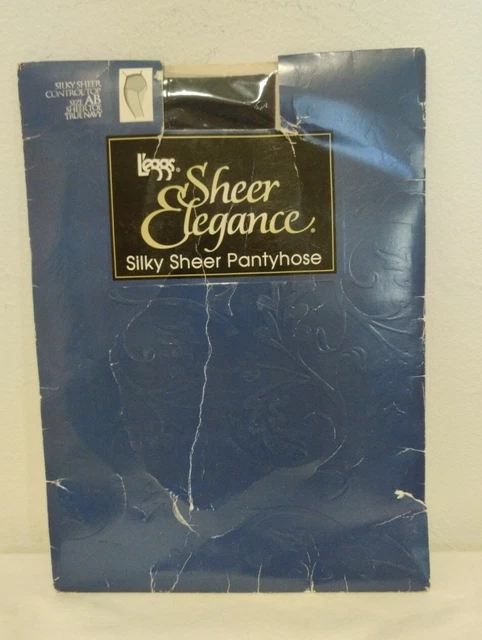 SILKY SHEER
CONTROL TOP
SIZE AB
SHEER TOE
TRUE NAVY
L'eggs®
Sheer
Elegance®
Silky Sheer Pantyhose